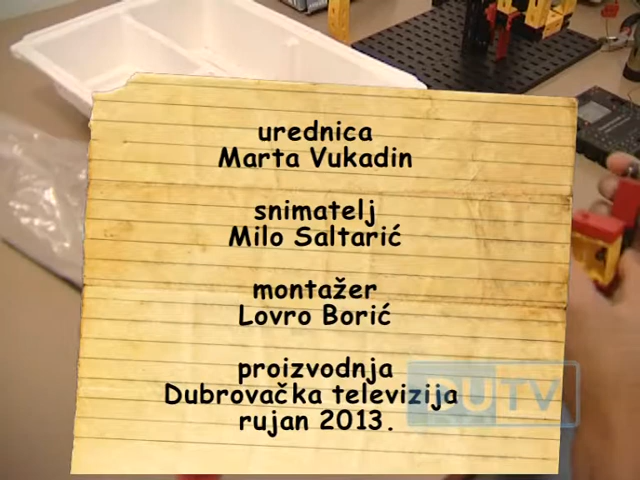 urednica
Marta Vukadin
snimatelj
Milo Saltarić
montažer
Lovro Borić
proizvodnja
Dubrovačka televizija
rujan 2013.
DUTV